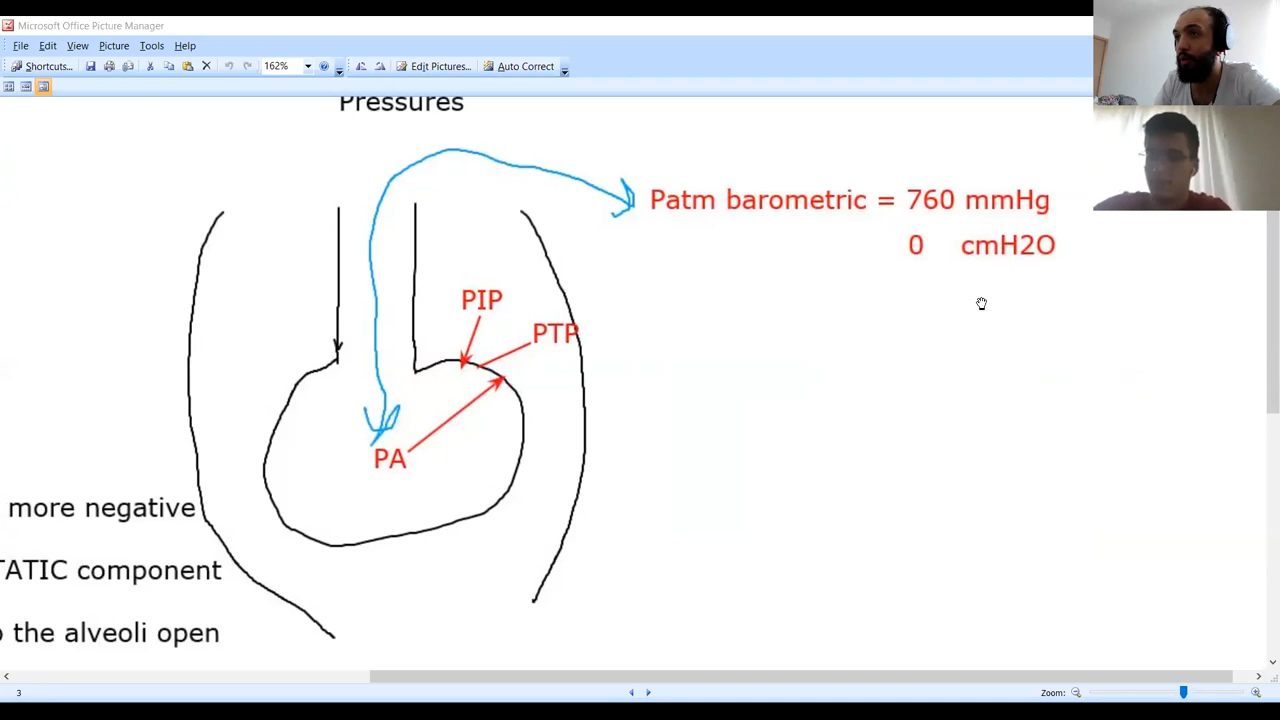 Microsoft Office Picture Manager
File Edit View Picture Tools Help
Shortcuts... 162% Edit Pictures... Auto Correct
Pressures
Patm barometric = 760 mmHg
0 cmH2O
PIP
PTP
PA
more negative
TATIC component
o the alveoli open
3
Zoom: